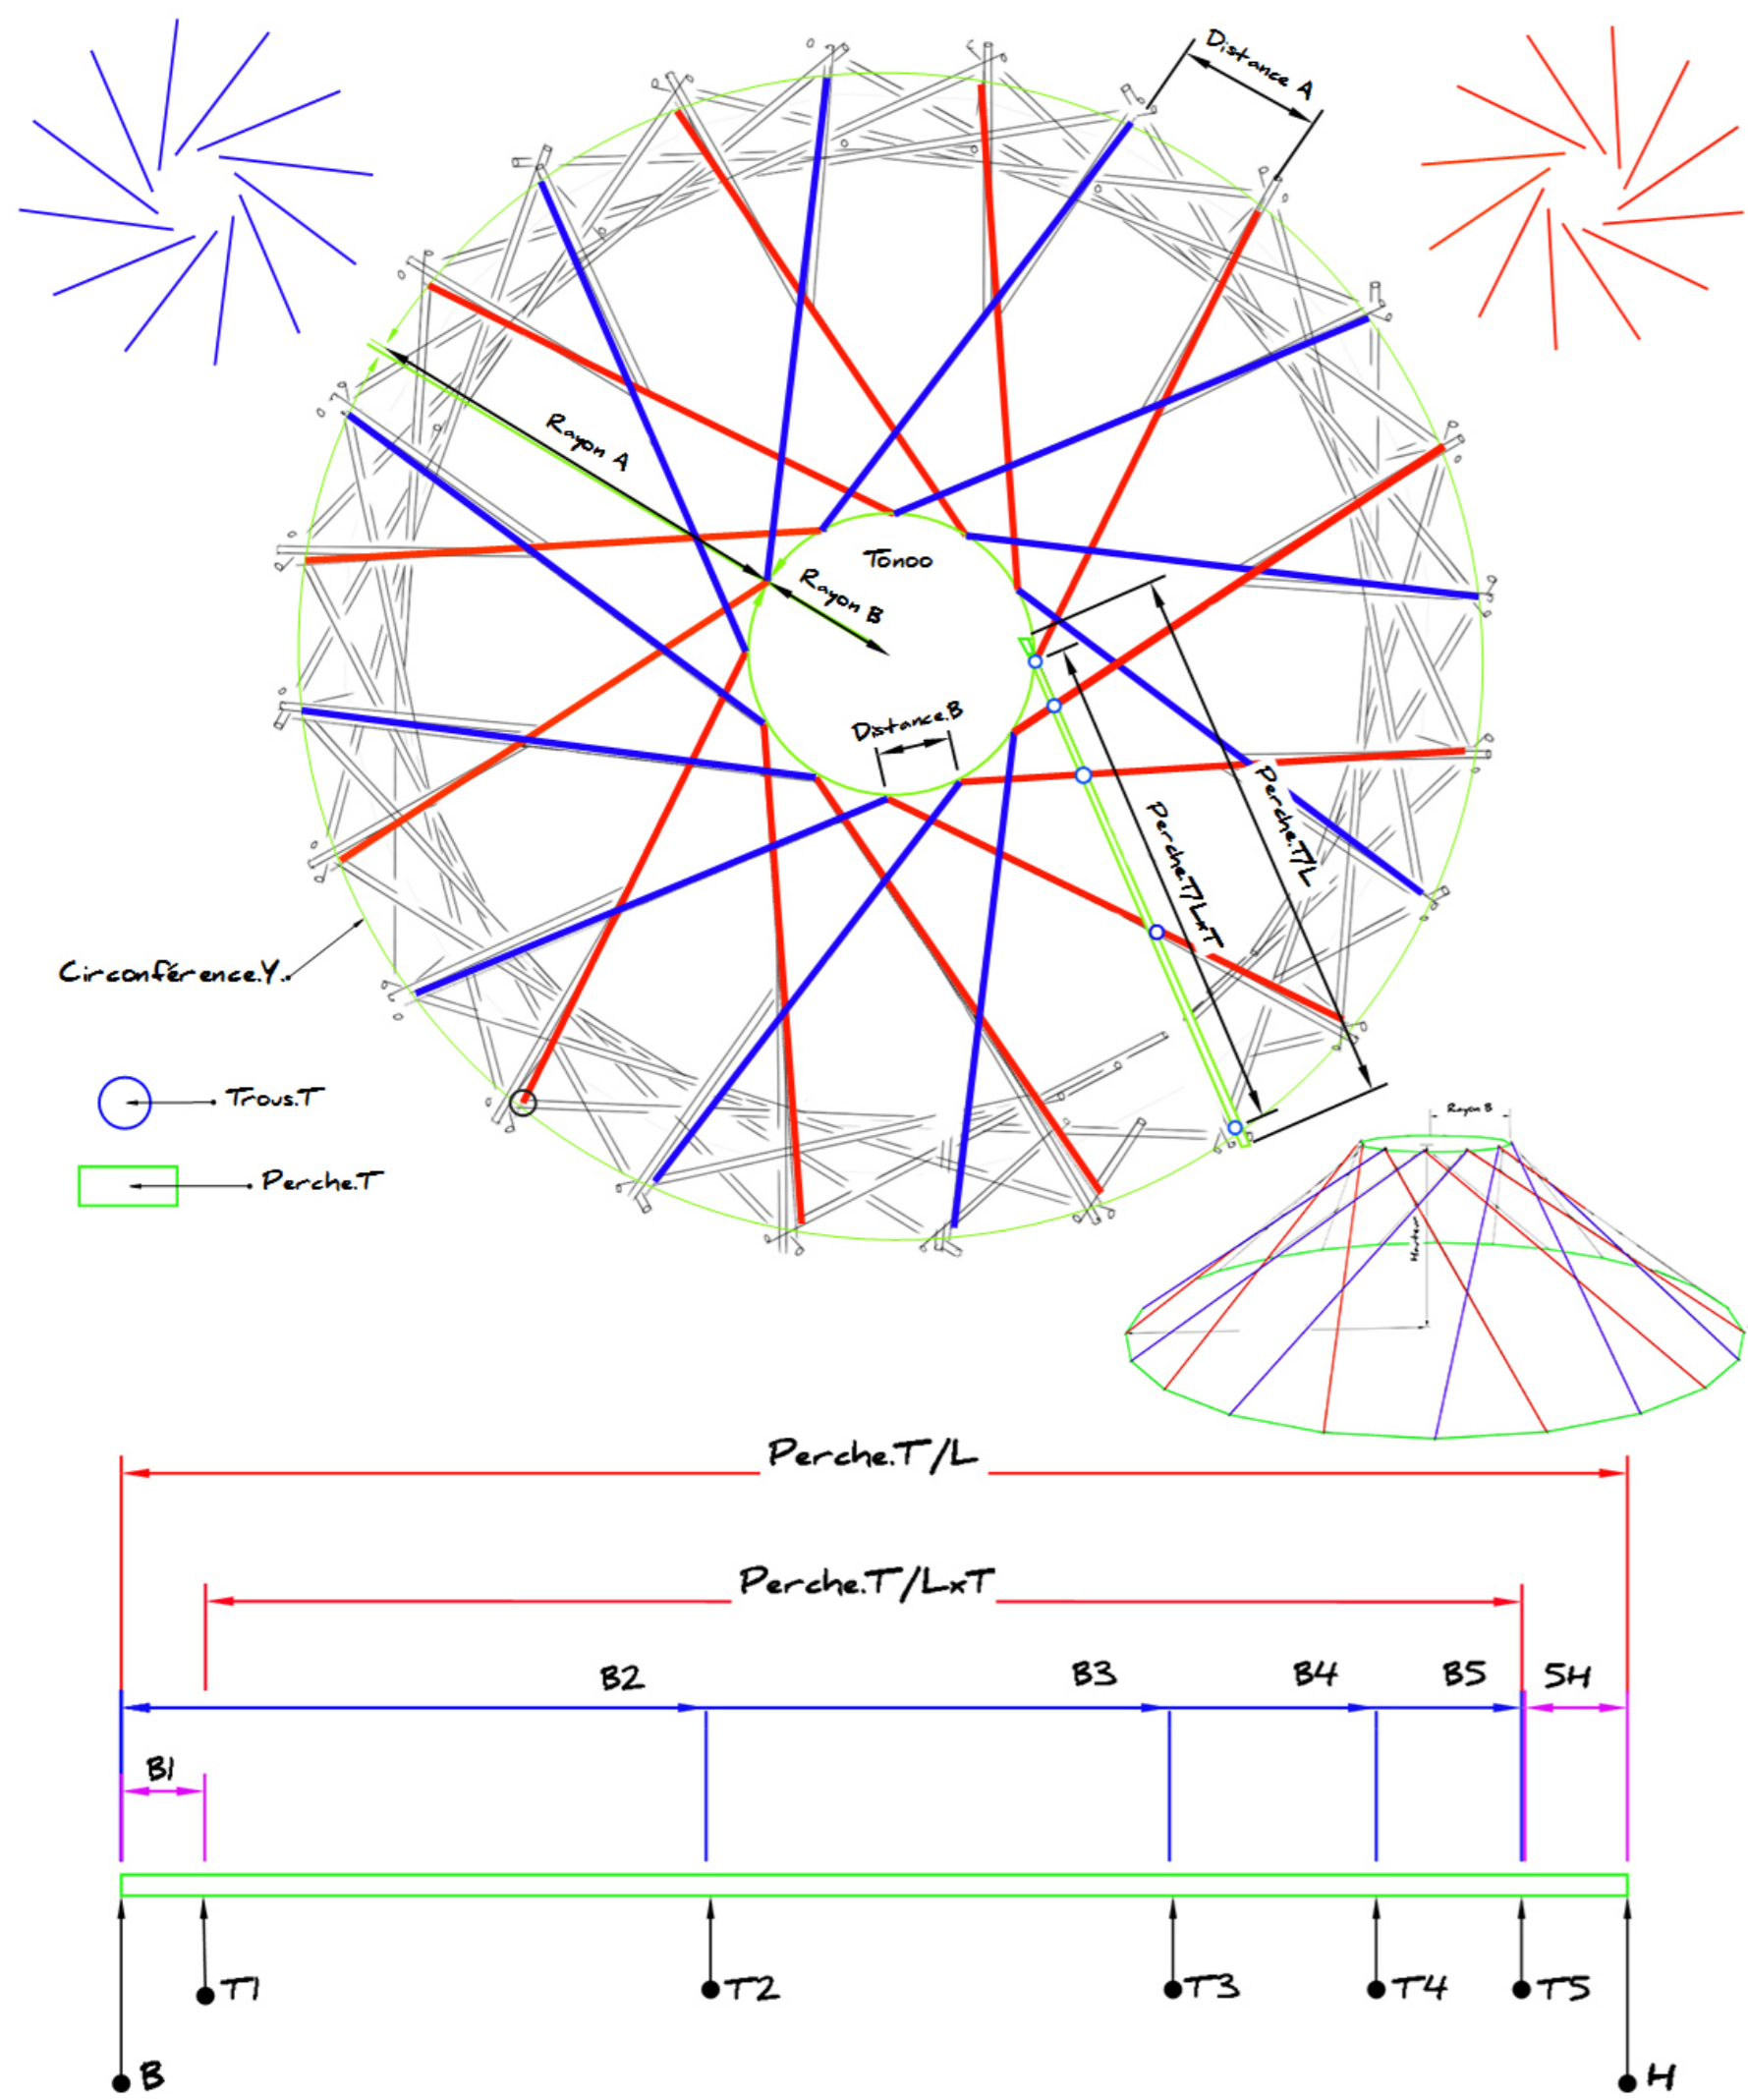 Distance A
Rayon A
Tonoo
Rayon B
Distance.B
Perche.T/L
Perche.T/LxT
Circonférence.Y.
Trous.T
Perche.T
Rayon B
Perche.T/L
Perche.T/LxT
B2
B3
B4
B5
5H
B1
T1
T2
T3
T4
T5
B
H